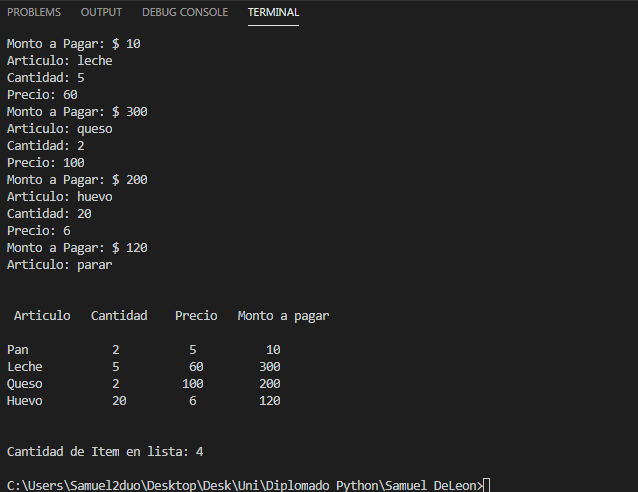 PROBLEMS OUTPUT DEBUG CONSOLE TERMINAL
Monto a Pagar: $ 10
Articulo: leche
Cantidad: 5
Precio: 60
Monto a Pagar: $ 300
Articulo: queso
Cantidad: 2
Precio: 100
Monto a Pagar: $ 200
Articulo: huevo
Cantidad: 20
Precio: 6
Monto a Pagar: $ 120
Articulo: parar
Articulo Cantidad Precio Monto a pagar
Pan 2 5 10
Leche 5 60 300
Queso 2 100 200
Huevo 20 6 120
Cantidad de Item en lista: 4
C:\Users\Samuel2duo\Desktop\Desk\Uni\Diplomado Python\Samuel DeLeon>